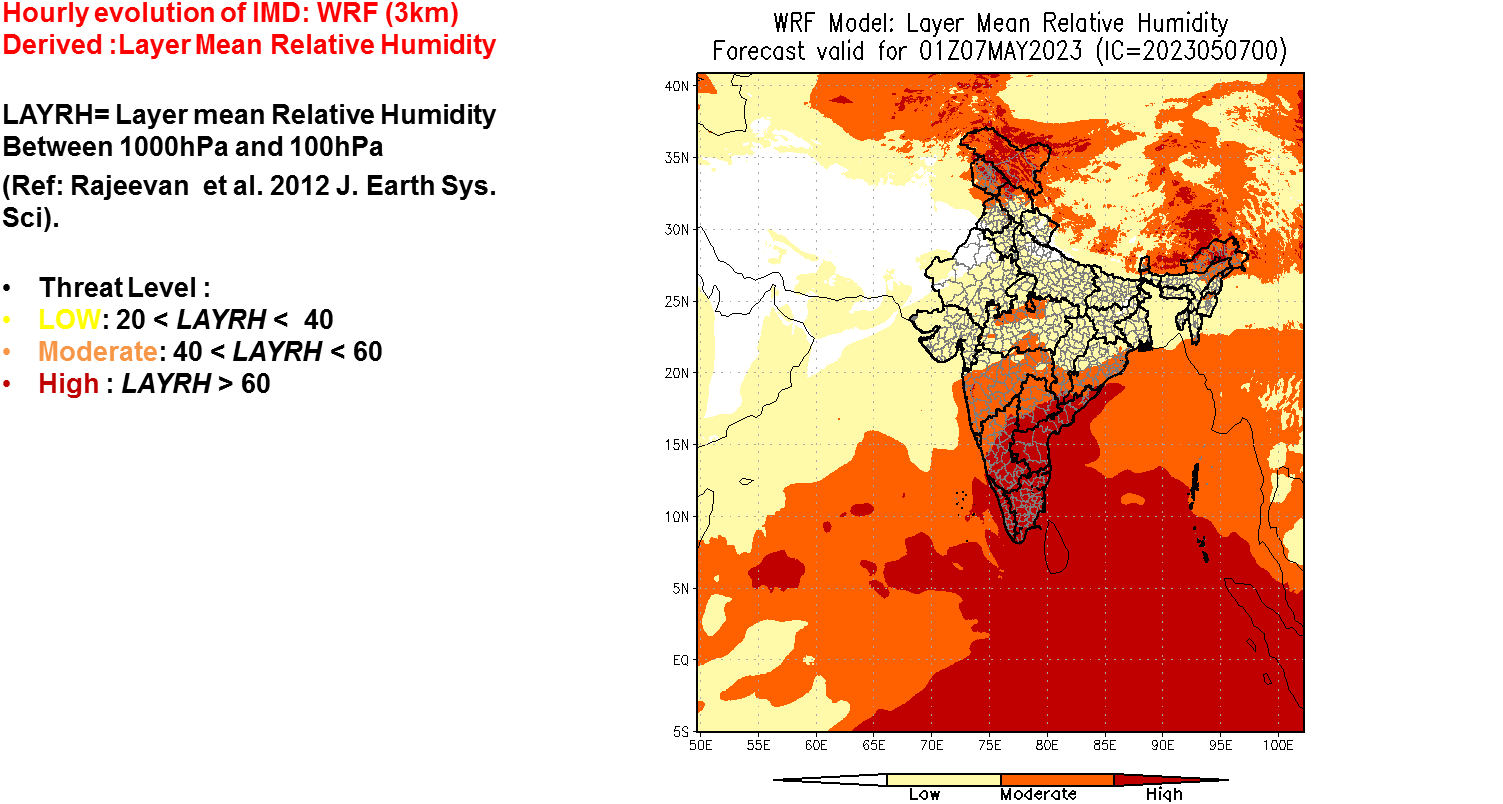 Hourly evolution of IMD: WRF (3km)
Derived :Layer Mean Relative Humidity
LAYRH= Layer mean Relative Humidity
Between 1000hPa and 100hPa
(Ref: Rajeevan et al. 2012 J. Earth Sys.
Sci).
• Threat Level :
• LOW: 20 < LAYRH < 40
• Moderate: 40 < LAYRH < 60
• High : LAYRH > 60
WRF Model: Layer Mean Relative Humidity
Forecast valid for 01Z07MAY2023 (IC=2023050700)
40N
35N
30N
25N
20N
15N
10N
5N
EQ
5S
50E 55E 60E 65E 70E 75E 80E 85E 90E 95E 100E
Low Moderate High